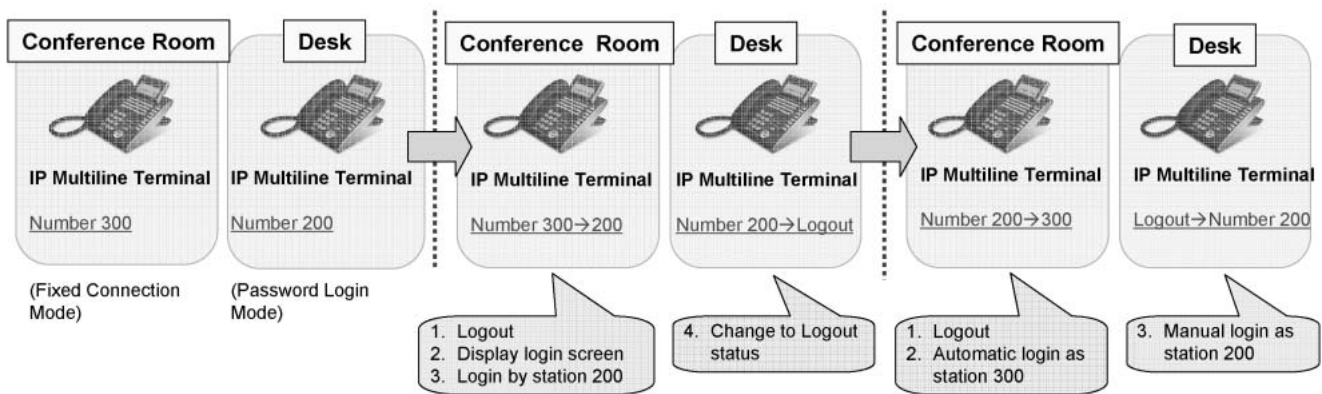 Conference Room
Desk
IP Multiline Terminal
IP Multiline Terminal
Number 300
Number 200
(Fixed Connection
Mode)
(Password Login
Mode)
Conference Room
Desk
IP Multiline Terminal
IP Multiline Terminal
Number 300→200
Number 200→Logout
1. Logout
2. Display login screen
3. Login by station 200
4. Change to Logout
status
Conference Room
Desk
IP Multiline Terminal
IP Multiline Terminal
Number 200→300
Logout→Number 200
1. Logout
2. Automatic login as
station 300
3. Manual login as
station 200